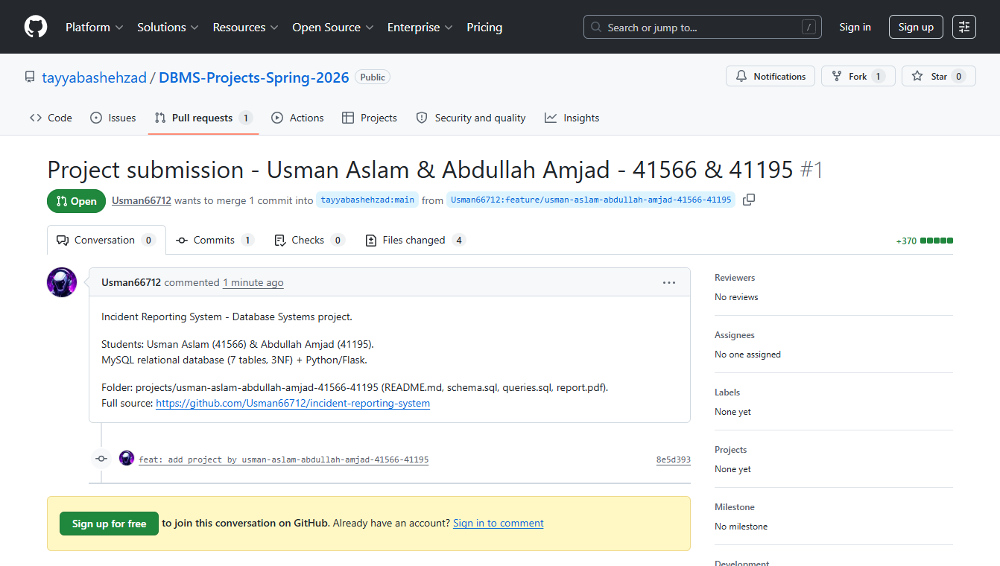 Platform Solutions Resources Open Source Enterprise Pricing Search or jump to... / Sign in Sign up
tayyabashehzad / DBMS-Projects-Spring-2026 Public Notifications Fork 1 Star 0
Code Issues Pull requests 1 Actions Projects Security and quality Insights
Project submission - Usman Aslam & Abdullah Amjad - 41566 & 41195 #1
Open Usman66712 wants to merge 1 commit into tayyabashehzad:main from Usman66712:feature/usman-aslam-abdullah-amjad-41566-41195
Conversation 0 Commits 1 Checks 0 Files changed 4 +370
Usman66712 commented 1 minute ago
Incident Reporting System - Database Systems project.
Students: Usman Aslam (41566) & Abdullah Amjad (41195).
MySQL relational database (7 tables, 3NF) + Python/Flask.
Folder: projects/usman-aslam-abdullah-amjad-41566-41195 (README.md, schema.sql, queries.sql, report.pdf).
Full source: https://github.com/Usman66712/incident-reporting-system
feat: add project by usman-aslam-abdullah-amjad-41566-41195 8e5d393
Sign up for free to join this conversation on GitHub. Already have an account? Sign in to comment
Reviewers
No reviews
Assignees
No one assigned
Labels
None yet
Projects
None yet
Milestone
No milestone
Development